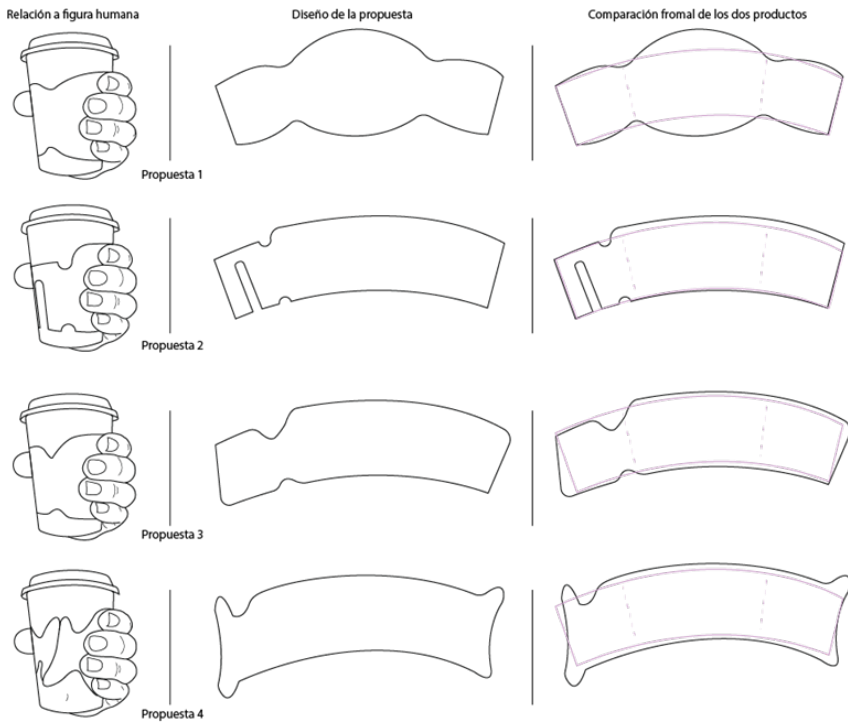 Relación a figura humana
Diseño de la propuesta
Comparación fromal de los dos productos
Propuesta 1
Propuesta 2
Propuesta 3
Propuesta 4